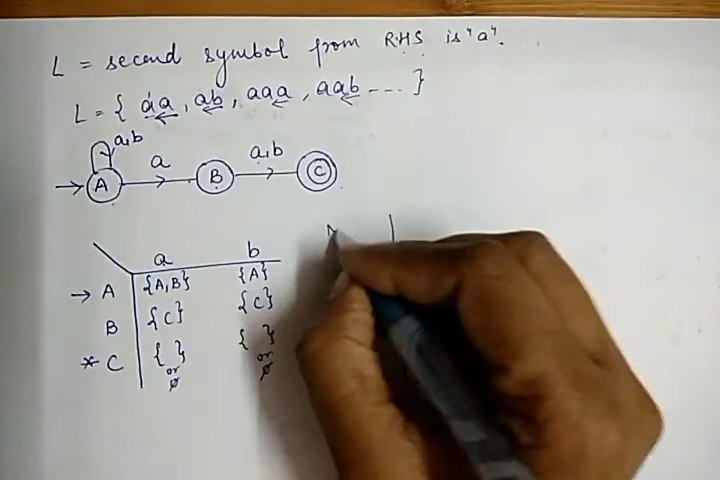 L = second symbol from RHS is "a".
L = { aa, ab, aaa, aab --- }
a,b
a a,b
→ A B C
a b
→ A {A,B} {A}
B {C} {C}
* C { } { }
or or
ø ø